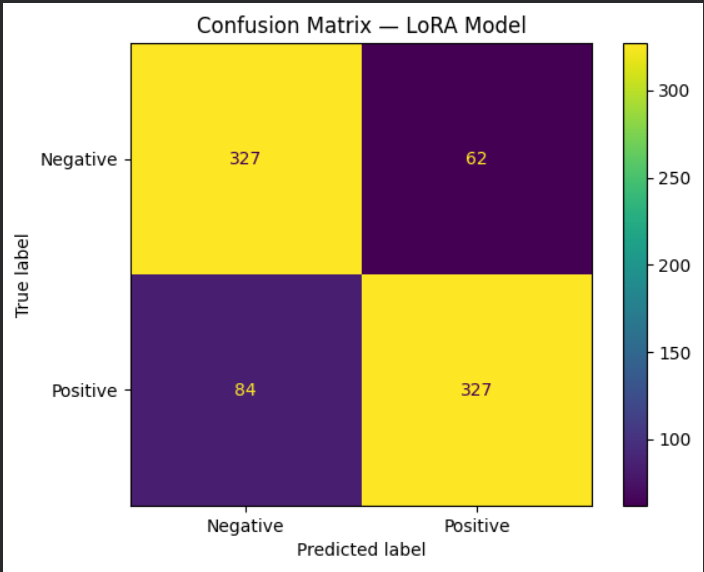 Confusion Matrix — LoRA Model
True label
Negative
Positive
327
62
84
327
Negative
Positive
Predicted label
300
250
200
150
100